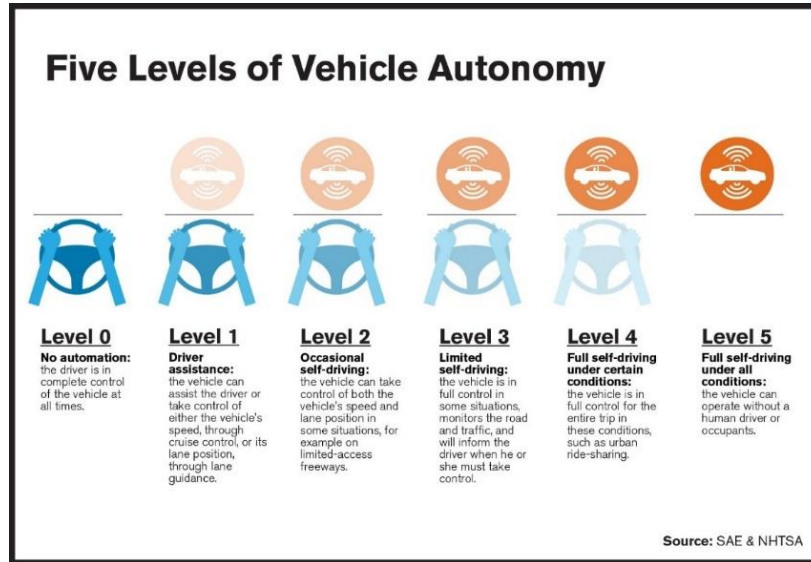 Five Levels of Vehicle Autonomy
Level 0
No automation:
the driver is in
complete control
of the vehicle at
all times.
Level 1
Driver
assistance:
the vehicle can
assist the driver or
take control of
either the vehicle’s
speed, through
cruise control, or its
lane position,
through lane
guidance.
Level 2
Occasional
self-driving:
the vehicle can take
control of both the
vehicle’s speed and
lane position in
some situations, for
example on
limited-access
freeways.
Level 3
Limited
self-driving:
the vehicle is in
full control in
some situations,
monitors the road
and traffic, and
will inform the
driver when he or
she must take
control.
Level 4
Full self-driving
under certain
conditions:
the vehicle is in
full control for the
entire trip in
these conditions,
such as urban
ride-sharing.
Level 5
Full self-driving
under all
conditions:
the vehicle can
operate without a
human driver or
occupants.
Source: SAE & NHTSA